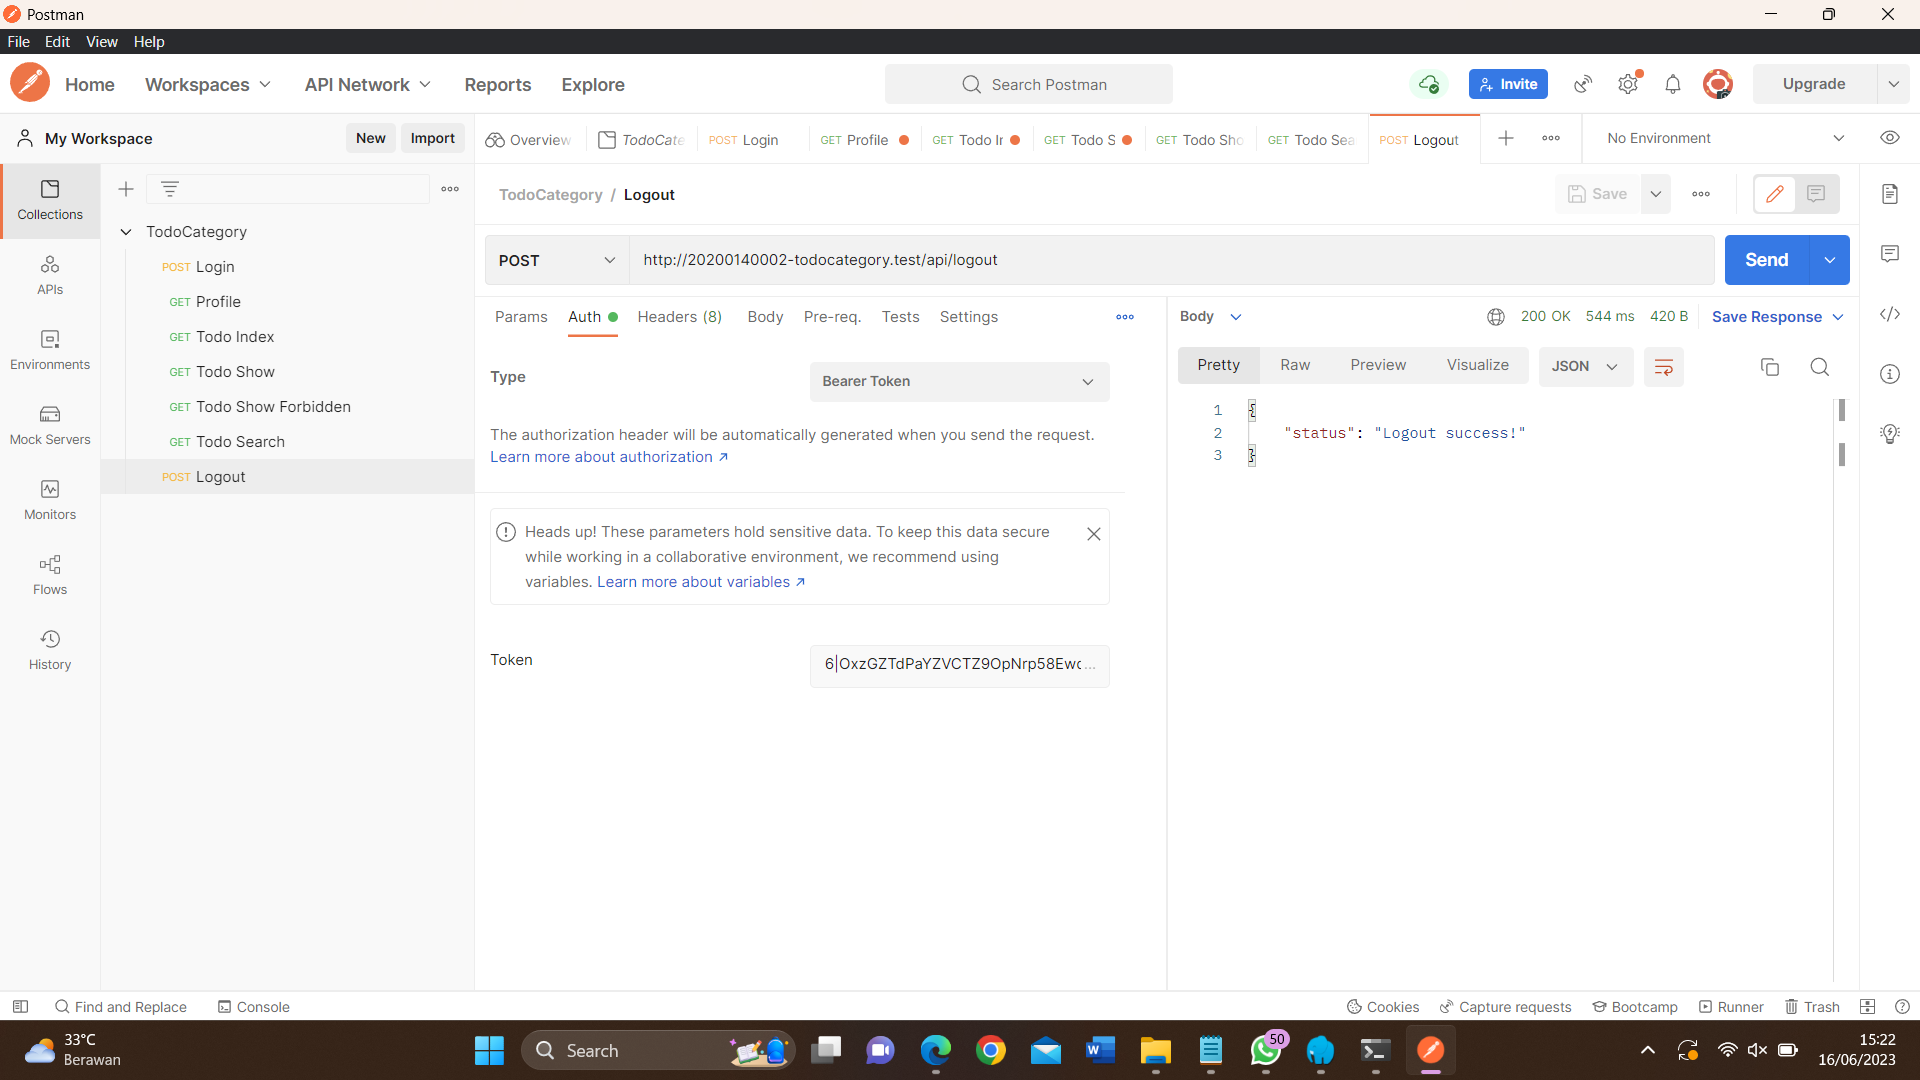 Postman
File Edit View Help
Home Workspaces API Network Reports Explore Search Postman Invite Upgrade
My Workspace New Import
Overview TodoCate POST Login GET Profile GET Todo Ir GET Todo S GET Todo Sho GET Todo Sea POST Logout No Environment
Collections
APIs
Environments
Mock Servers
Monitors
Flows
History
TodoCategory
POST Login
GET Profile
GET Todo Index
GET Todo Show
GET Todo Show Forbidden
GET Todo Search
POST Logout
TodoCategory / Logout Save
POST http://20200140002-todocategory.test/api/logout Send
Params Auth Headers (8) Body Pre-req. Tests Settings
Type Bearer Token
The authorization header will be automatically generated when you send the request.
Learn more about authorization ↗
Heads up! These parameters hold sensitive data. To keep this data secure
while working in a collaborative environment, we recommend using
variables. Learn more about variables ↗
Token 6|OxzGZTdPaYZVCTZ9OpNrp58Ew...
Body 200 OK 544 ms 420 B Save Response
Pretty Raw Preview Visualize JSON
1 {
2 "status": "Logout success!"
3 }
Find and Replace Console Cookies Capture requests Bootcamp Runner Trash
33°C
Berawan
Search
50
15:22
16/06/2023